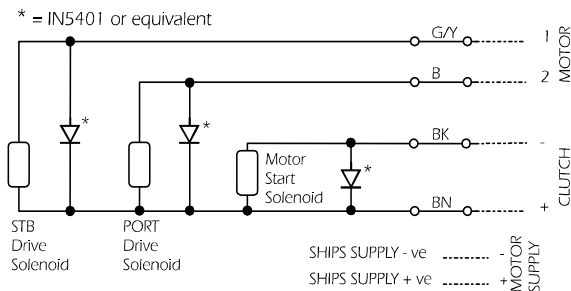 * = IN5401 or equivalent
G/Y 1
B 2
MOTOR
*
*
BK -
Motor
Start
Solenoid
*
CLUTCH
BN +
STB
Drive
Solenoid
PORT
Drive
Solenoid
SHIPS SUPPLY - ve -
SHIPS SUPPLY + ve +
MOTOR
SUPPLY